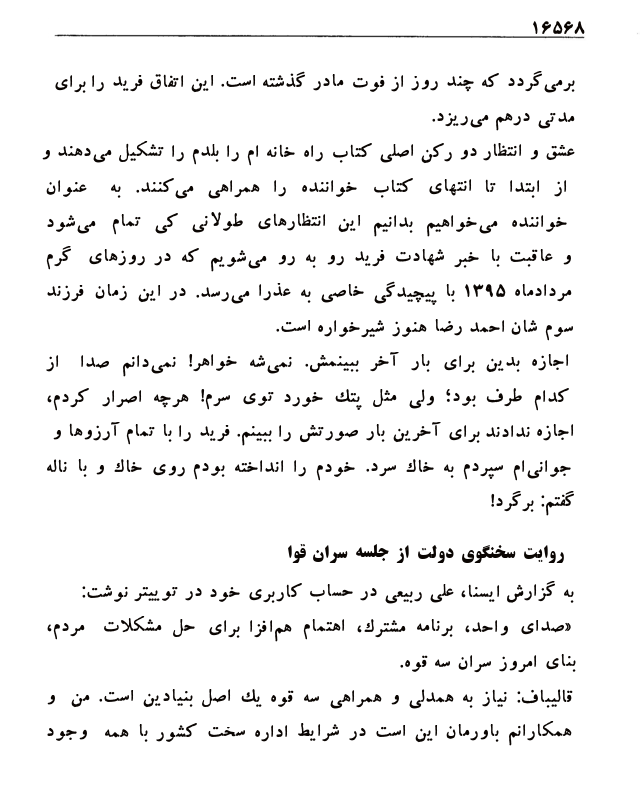 ۱۶۵۶۸
برمی‌گردد که چند روز از فوت مادر گذشته است. این اتفاق فرید را برای
مدتی درهم می‌ریزد.
عشق و انتظار دو رکن اصلی کتاب راه خانه ام را بلدم را تشکیل می‌دهند و
از ابتدا تا انتهای کتاب خواننده را همراهی می‌کنند. به عنوان
خواننده می‌خواهیم بدانیم این انتظارهای طولانی کی تمام می‌شود
و عاقبت با خبر شهادت فرید رو به رو می‌شویم که در روزهای گرم
مردادماه ۱۳۹۵ با پیچیدگی خاصی به عذرا می‌رسد. در این زمان فرزند
سوم شان احمد رضا هنوز شیرخواره است.
اجازه بدین برای بار آخر ببینمش. نمی‌شه خواهر! نمی‌دانم صدا از
کدام طرف بود؛ ولی مثل پتك خورد توی سرم! هرچه اصرار کردم،
اجازه ندادند برای آخرین بار صورتش را ببینم. فرید را با تمام آرزوها و
جوانی‌ام سپردم به خاك سرد. خودم را انداخته بودم روی خاك و با ناله
گفتم: برگرد!
روایت سخنگوی دولت از جلسه سران قوا
به گزارش ایسنا، علی ربیعی در حساب کاربری خود در توییتر نوشت:
«صدای واحد، برنامه مشترك، اهتمام هم‌افزا برای حل مشکلات مردم،
بنای امروز سران سه قوه.
قالیباف: نیاز به همدلی و همراهی سه قوه یك اصل بنیادین است. من و
همکارانم باورمان این است در شرایط اداره سخت کشور با همه وجود